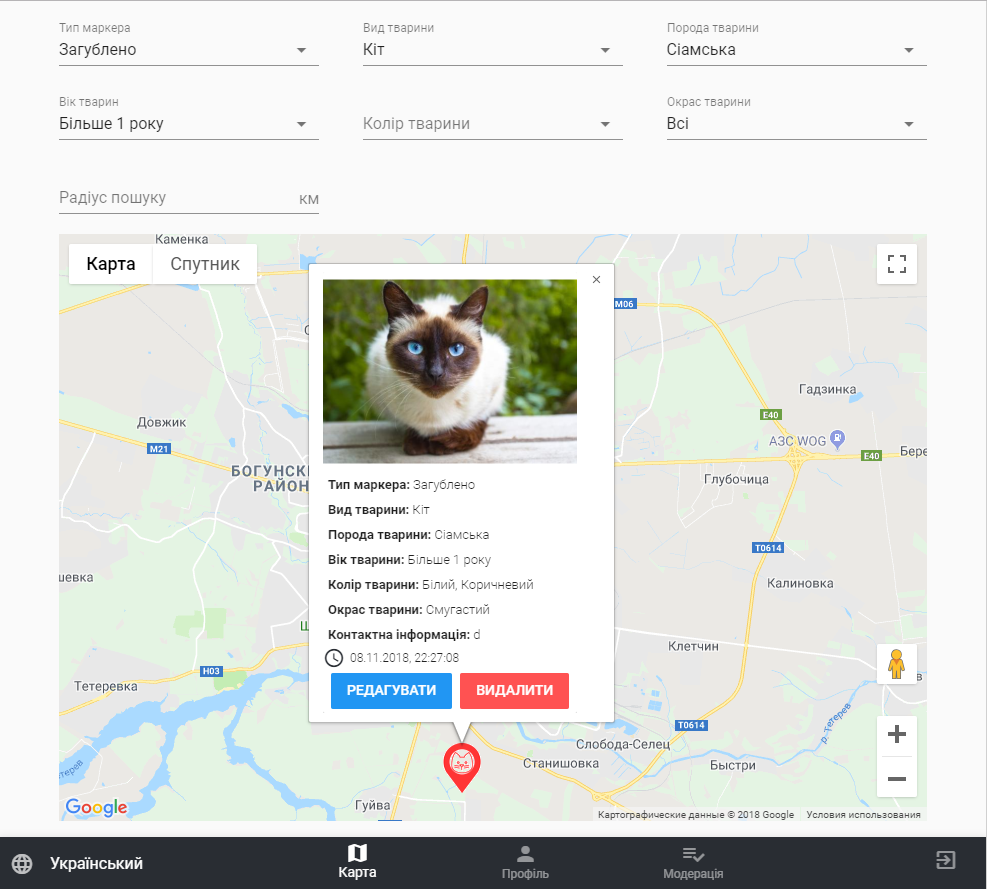 Тип маркера
Вид тварини
Порода тварини
Загублено
Кіт
Сіамська
Вік тварин
Окрас тварини
Більше 1 року
Колір тварини
Всі
Радіус пошуку
км
Каменка
Карта
Спутник
×
M06
Гадзинка
Довжик
E40
M21
АЗС WOG
E40
Бере
БОГУНСЬ
РАЙОН
Глубочица
Тип маркера: Загублено
Вид тварини: Кіт
Порода тварини: Сіамська
T0614
Вік тварини: Більше 1 року
шевка
Колір тварини: Білий, Коричневий
Калиновка
Окрас тварини: Смугастий
Контактна інформація: d
Клетчин
08.11.2018, 22:27:08
H03
Тетеревка
РЕДАГУВАТИ
ВИДАЛИТИ
T0614
р. Тетерев
Слобода-Селец
Станишовка
Быстри
етерев
Гуйва
Google
Картографические данные © 2018 Google
Условия использования
Український
Карта
Профіль
Модерація